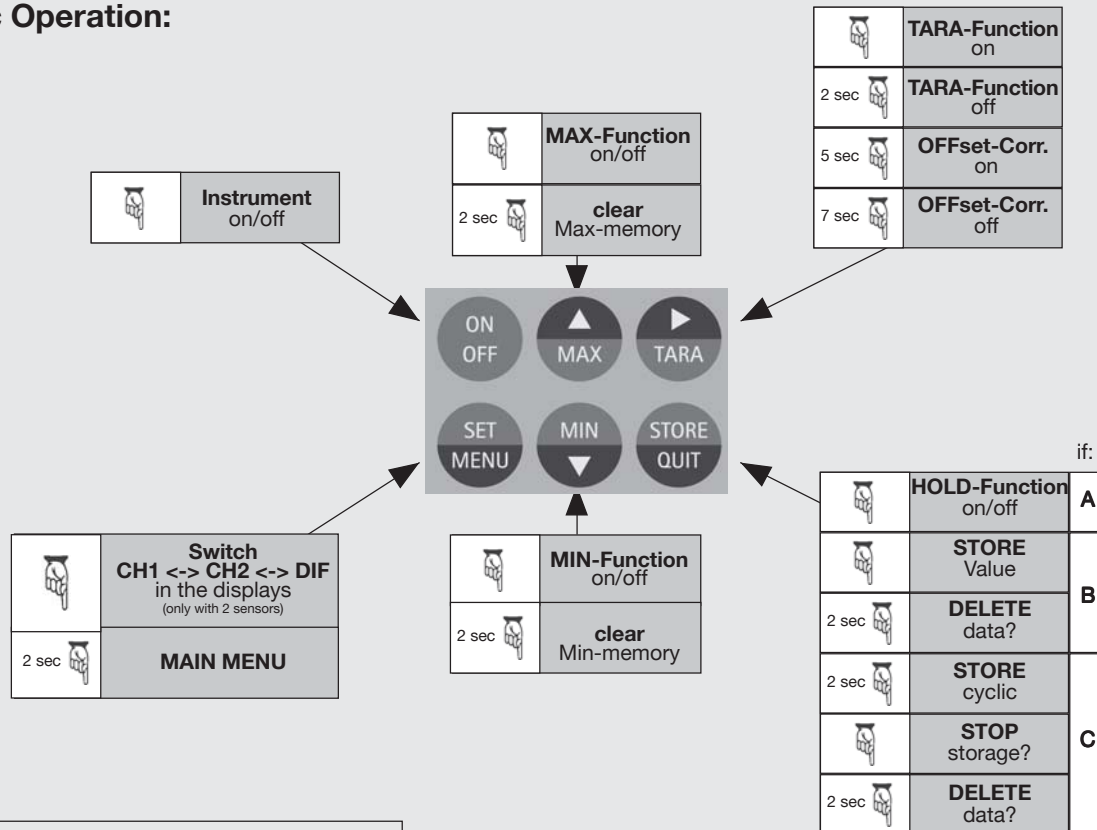 Operation:
TARA-Function
on
2 sec
TARA-Function
off
5 sec
OFFset-Corr.
on
7 sec
OFFset-Corr.
off
MAX-Function
on/off
2 sec
clear
Max-memory
Instrument
on/off
ON
OFF
MAX
TARA
SET
MENU
MIN
STORE
QUIT
Switch
CH1 <-> CH2 <-> DIF
in the displays
(only with 2 sensors)
2 sec
MAIN MENU
MIN-Function
on/off
2 sec
clear
Min-memory
if:
HOLD-Function
on/off
A
STORE
Value
B
2 sec
DELETE
data?
2 sec
STORE
cyclic
STOP
storage?
C
2 sec
DELETE
data?